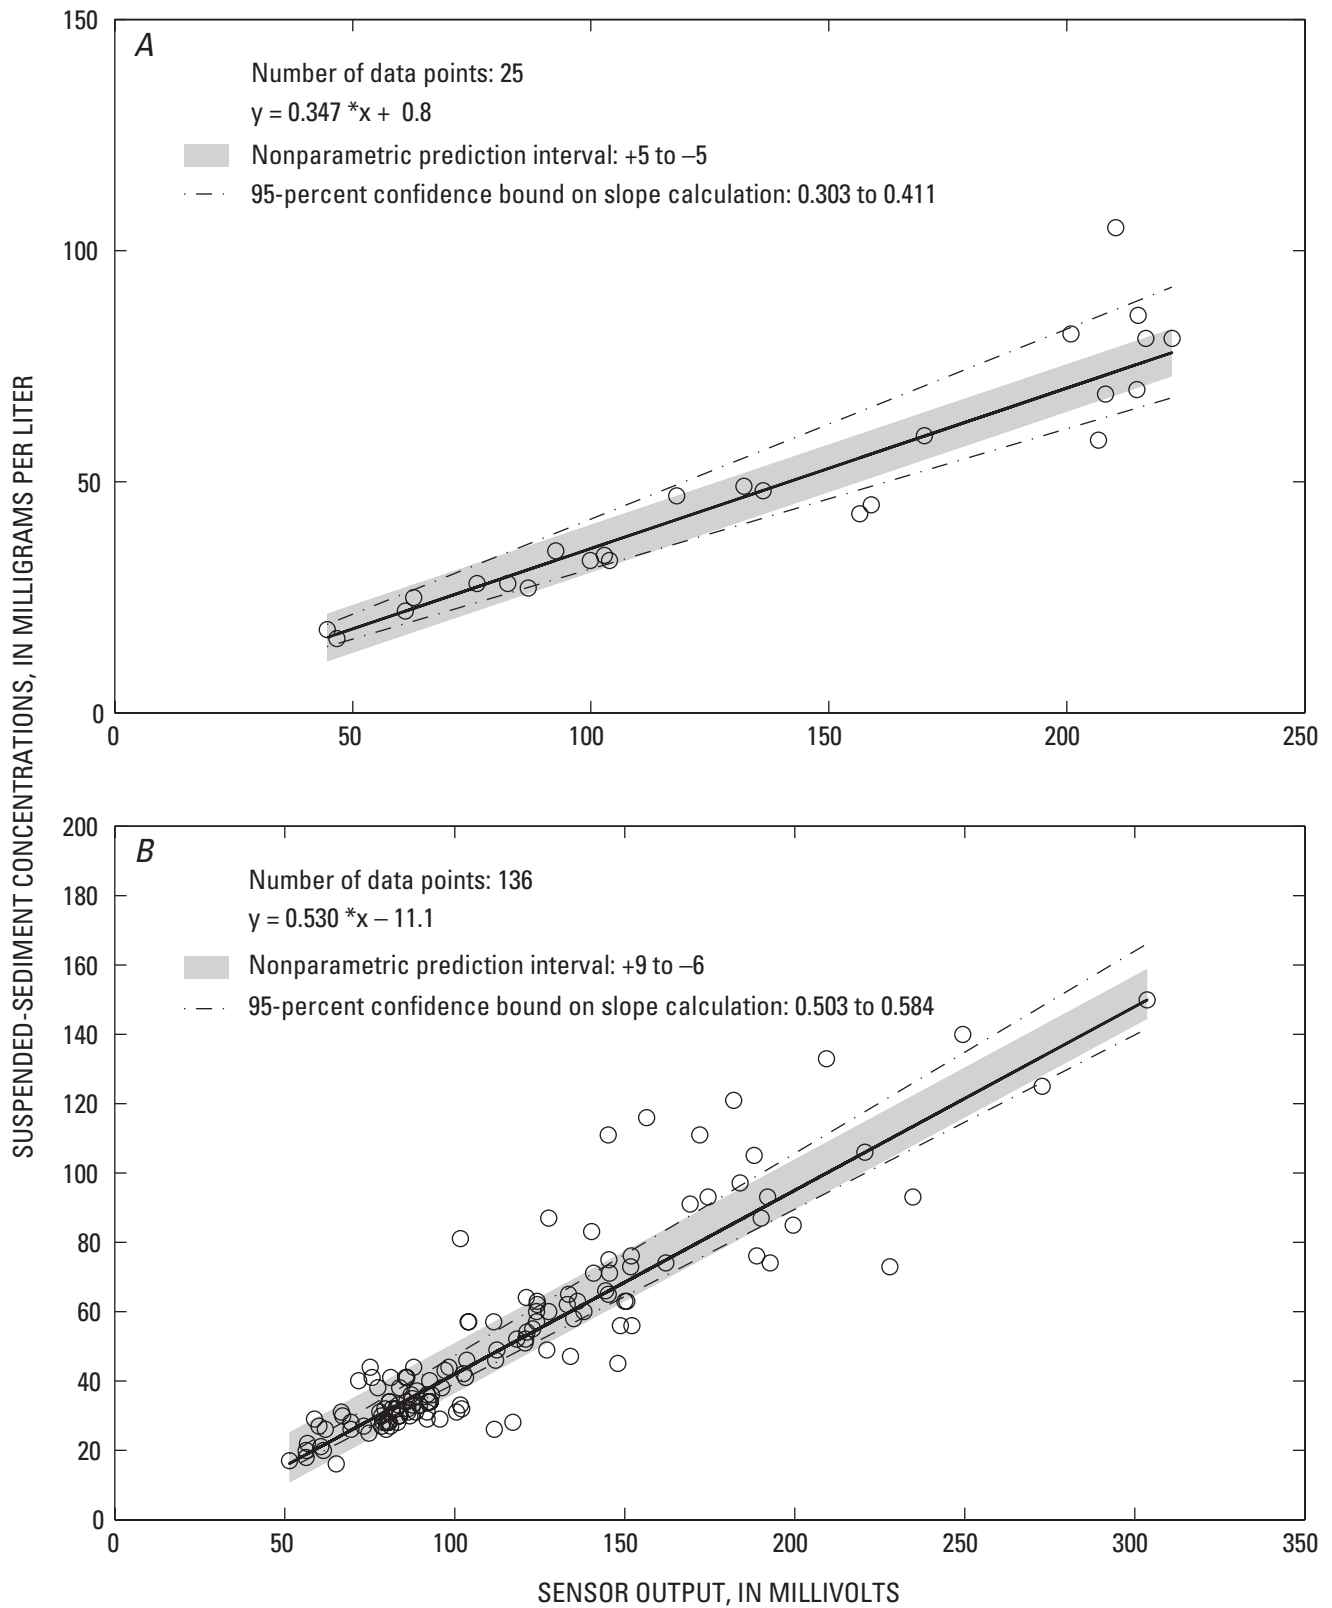 SUSPENDED-SEDIMENT CONCENTRATIONS, IN MILLIGRAMS PER LITER
A
Number of data points: 25
y = 0.347 *x + 0.8
Nonparametric prediction interval: +5 to –5
95-percent confidence bound on slope calculation: 0.303 to 0.411
150
100
50
0
0 50 100 150 200 250
B
Number of data points: 136
y = 0.530 *x – 11.1
Nonparametric prediction interval: +9 to –6
95-percent confidence bound on slope calculation: 0.503 to 0.584
200
180
160
140
120
100
80
60
40
20
0
0 50 100 150 200 250 300 350
SENSOR OUTPUT, IN MILLIVOLTS